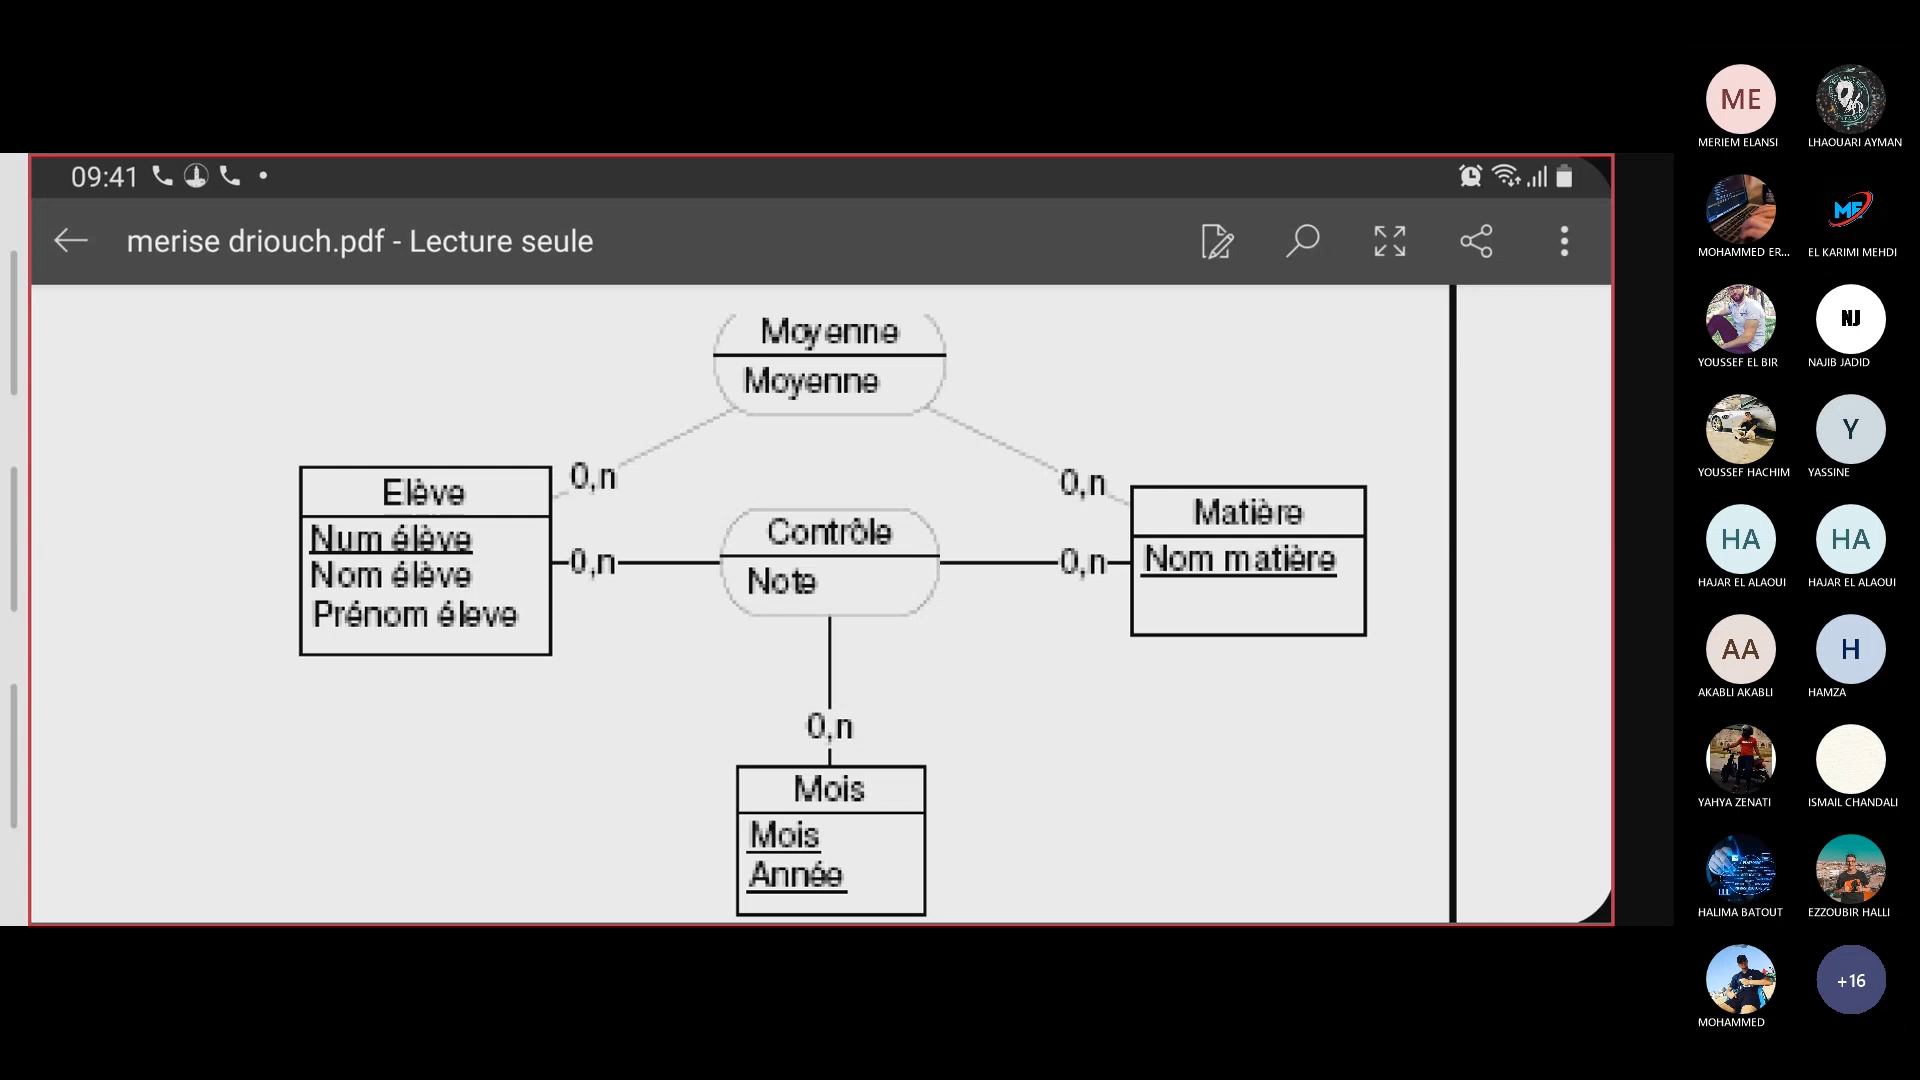 09:41
merise driouch.pdf - Lecture seule
Moyenne
Moyenne
0,n
0,n
Elève
Num élève
Nom élève
Prénom éleve
0,n
Contrôle
Note
0,n
Matière
Nom matière
0,n
Mois
Mois
Année
ME
MERIEM ELANSI
LHAOUARI AYMAN
MOHAMMED ER...
ME
EL KARIMI MEHDI
YOUSSEF EL BIR
NJ
NAJIB JADID
YOUSSEF HACHIM
Y
YASSINE
HA
HAJAR EL ALAOUI
HA
HAJAR EL ALAOUI
AA
AKABLI AKABLI
H
HAMZA
YAHYA ZENATI
ISMAIL CHANDALI
HALIMA BATOUT
EZZOUBIR HALLI
MOHAMMED
+16